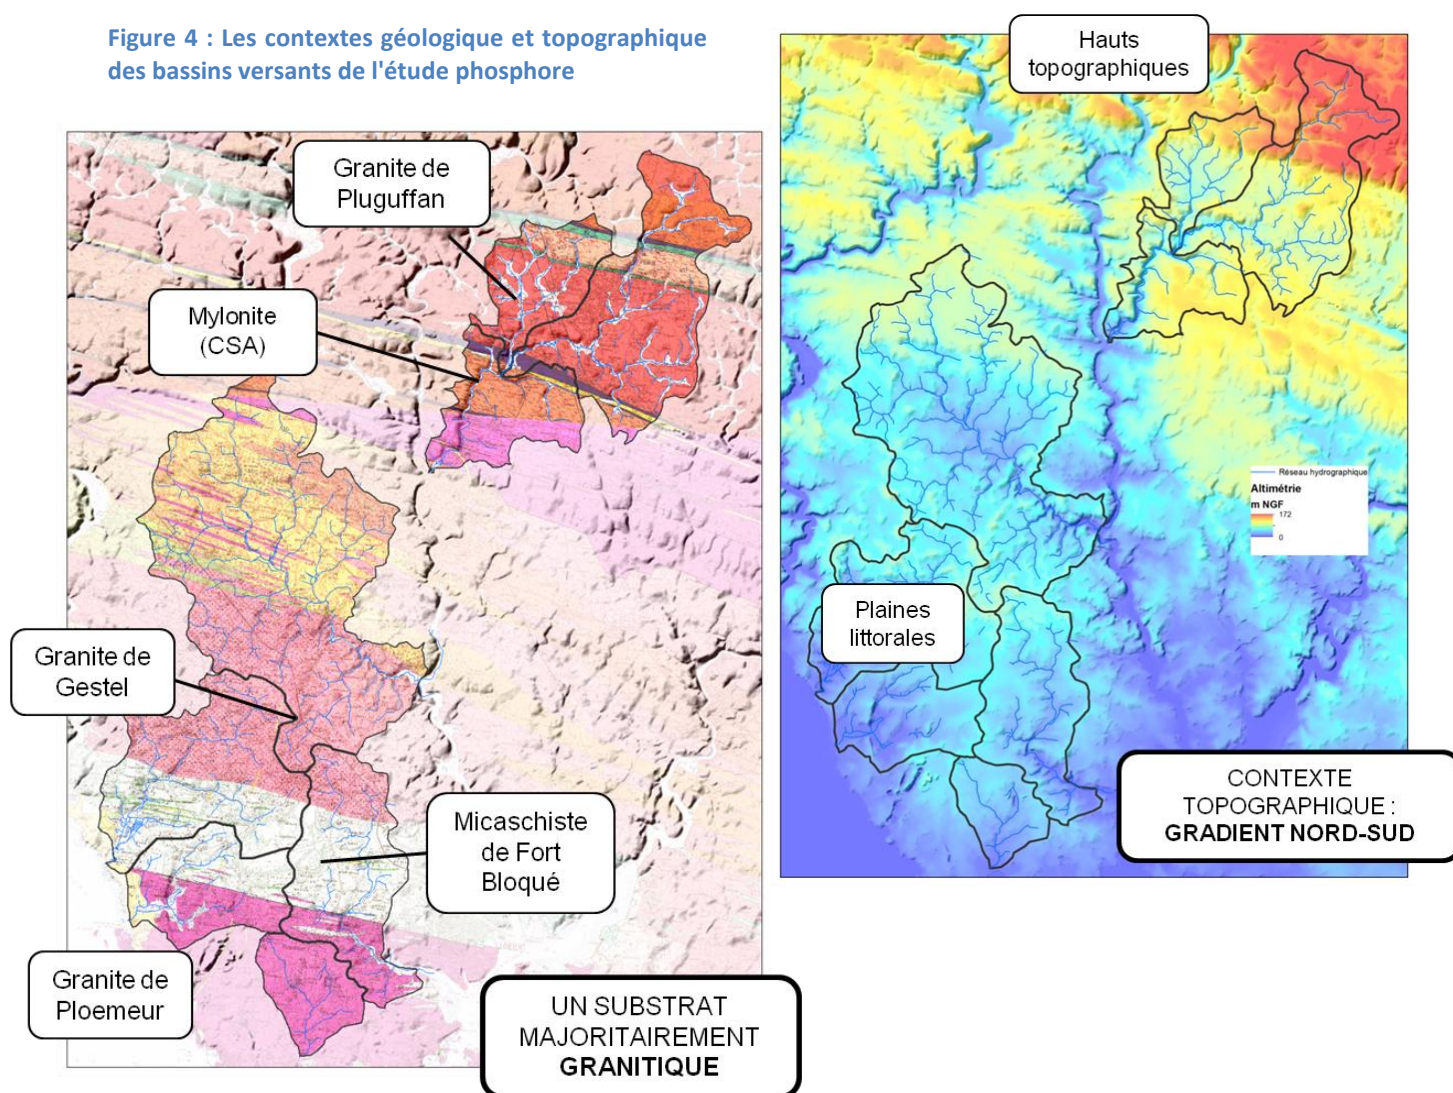 Figure 4 : Les contextes géologique et topographique
des bassins versants de l'étude phosphore
Hauts
topographiques
Granite de
Pluguffan
Mylonite
(CSA)
Réseau hydrographique
Altimétrie
m NGF
172
0
Plaines
littorales
Granite de
Gestel
CONTEXTE
TOPOGRAPHIQUE :
GRADIENT NORD-SUD
Micaschiste
de Fort
Bloqué
Granite de
Ploemeur
UN SUBSTRAT
MAJORITAIREMENT
GRANITIQUE